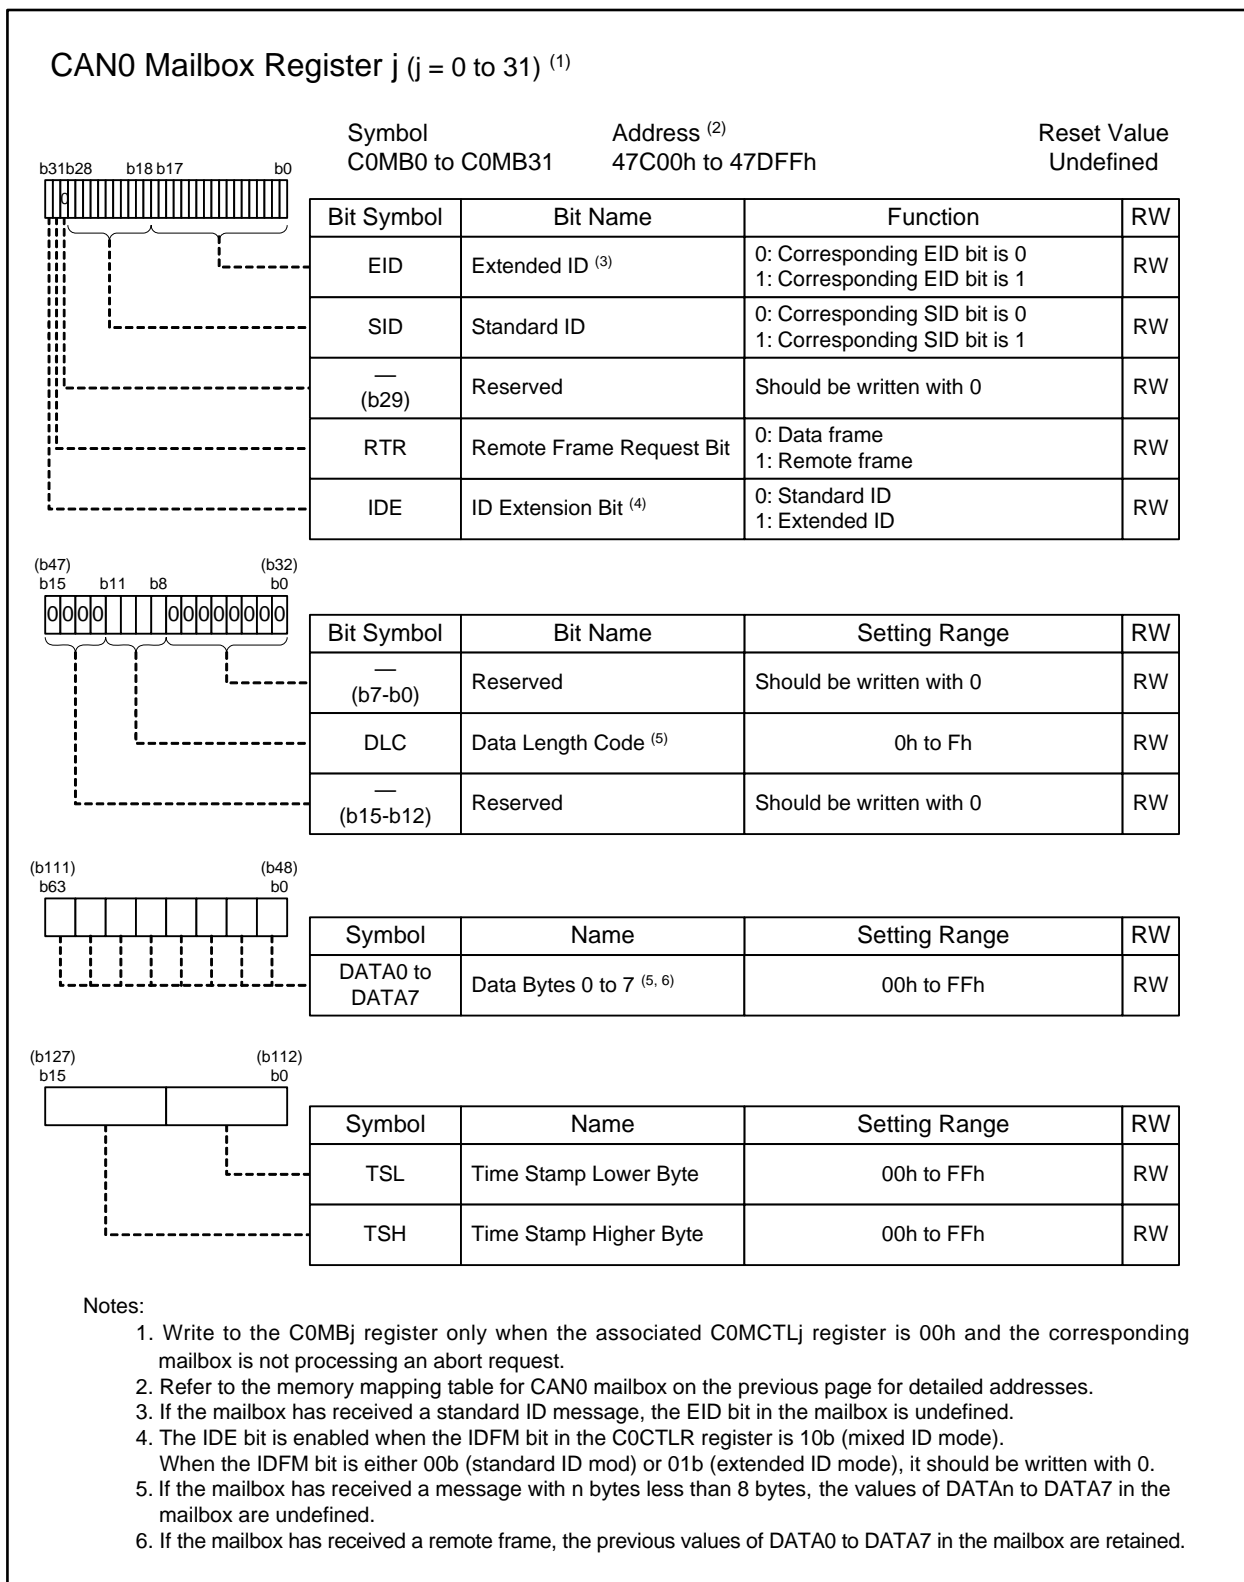 CAN0 Mailbox Register j (j = 0 to 31) (1)
Symbol Address (2) Reset Value
C0MB0 to C0MB31 47C00h to 47DFFh Undefined
b31b28 b18 b17 b0
0
Bit Symbol Bit Name Function RW
EID Extended ID (3) 0: Corresponding EID bit is 0 RW
1: Corresponding EID bit is 1
SID Standard ID 0: Corresponding SID bit is 0 RW
1: Corresponding SID bit is 1
— Reserved Should be written with 0 RW
(b29)
RTR Remote Frame Request Bit 0: Data frame RW
1: Remote frame
IDE ID Extension Bit (4) 0: Standard ID RW
1: Extended ID
(b47) (b32)
b15 b11 b8 b0
0 0 0 0 0 0 0 0 0 0 0 0
Bit Symbol Bit Name Setting Range RW
— Reserved Should be written with 0 RW
(b7-b0)
DLC Data Length Code (5) 0h to Fh RW
— Reserved Should be written with 0 RW
(b15-b12)
(b111) (b48)
b63 b0
Symbol Name Setting Range RW
DATA0 to Data Bytes 0 to 7 (5, 6) 00h to FFh RW
DATA7
(b127) (b112)
b15 b0
Symbol Name Setting Range RW
TSL Time Stamp Lower Byte 00h to FFh RW
TSH Time Stamp Higher Byte 00h to FFh RW
Notes:
1. Write to the C0MBj register only when the associated C0MCTLj register is 00h and the corresponding
mailbox is not processing an abort request.
2. Refer to the memory mapping table for CAN0 mailbox on the previous page for detailed addresses.
3. If the mailbox has received a standard ID message, the EID bit in the mailbox is undefined.
4. The IDE bit is enabled when the IDFM bit in the C0CTLR register is 10b (mixed ID mode).
When the IDFM bit is either 00b (standard ID mod) or 01b (extended ID mode), it should be written with 0.
5. If the mailbox has received a message with n bytes less than 8 bytes, the values of DATAn to DATA7 in the
mailbox are undefined.
6. If the mailbox has received a remote frame, the previous values of DATA0 to DATA7 in the mailbox are retained.